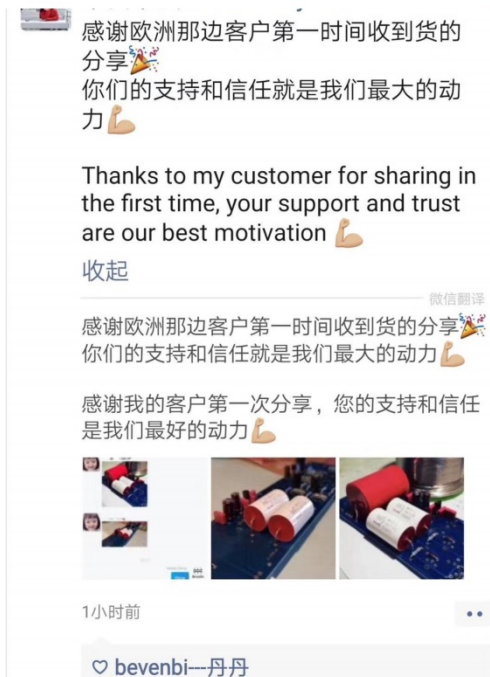 感谢欧洲那边客户第一时间收到货的
分享🎉
你们的支持和信任就是我们最大的动
力💪🏼
Thanks to my customer for sharing in
the first time, your support and trust
are our best motivation 💪🏼
收起
微信翻译
感谢欧洲那边客户第一时间收到货的分享🎉
你们的支持和信任就是我们最大的动力💪🏼
感谢我的客户第一次分享，您的支持和信任
是我们最好的动力💪🏼
1小时前
♡ bevenbi---丹丹